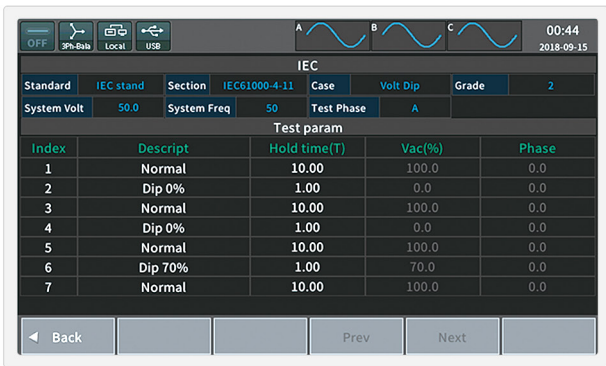 A B C 00:44
OFF 3Ph-Bala Local USB 2018-09-15
IEC
Standard IEC stand Section IEC61000-4-11 Case Volt Dip Grade 2
System Volt 50.0 System Freq 50 Test Phase A
Test param
Index Descript Hold time(T) Vac(%) Phase
1 Normal 10.00 100.0 0.0
2 Dip 0% 1.00 0.0 0.0
3 Normal 10.00 100.0 0.0
4 Dip 0% 1.00 0.0 0.0
5 Normal 10.00 100.0 0.0
6 Dip 70% 1.00 70.0 0.0
7 Normal 10.00 100.0 0.0
Back Prev Next